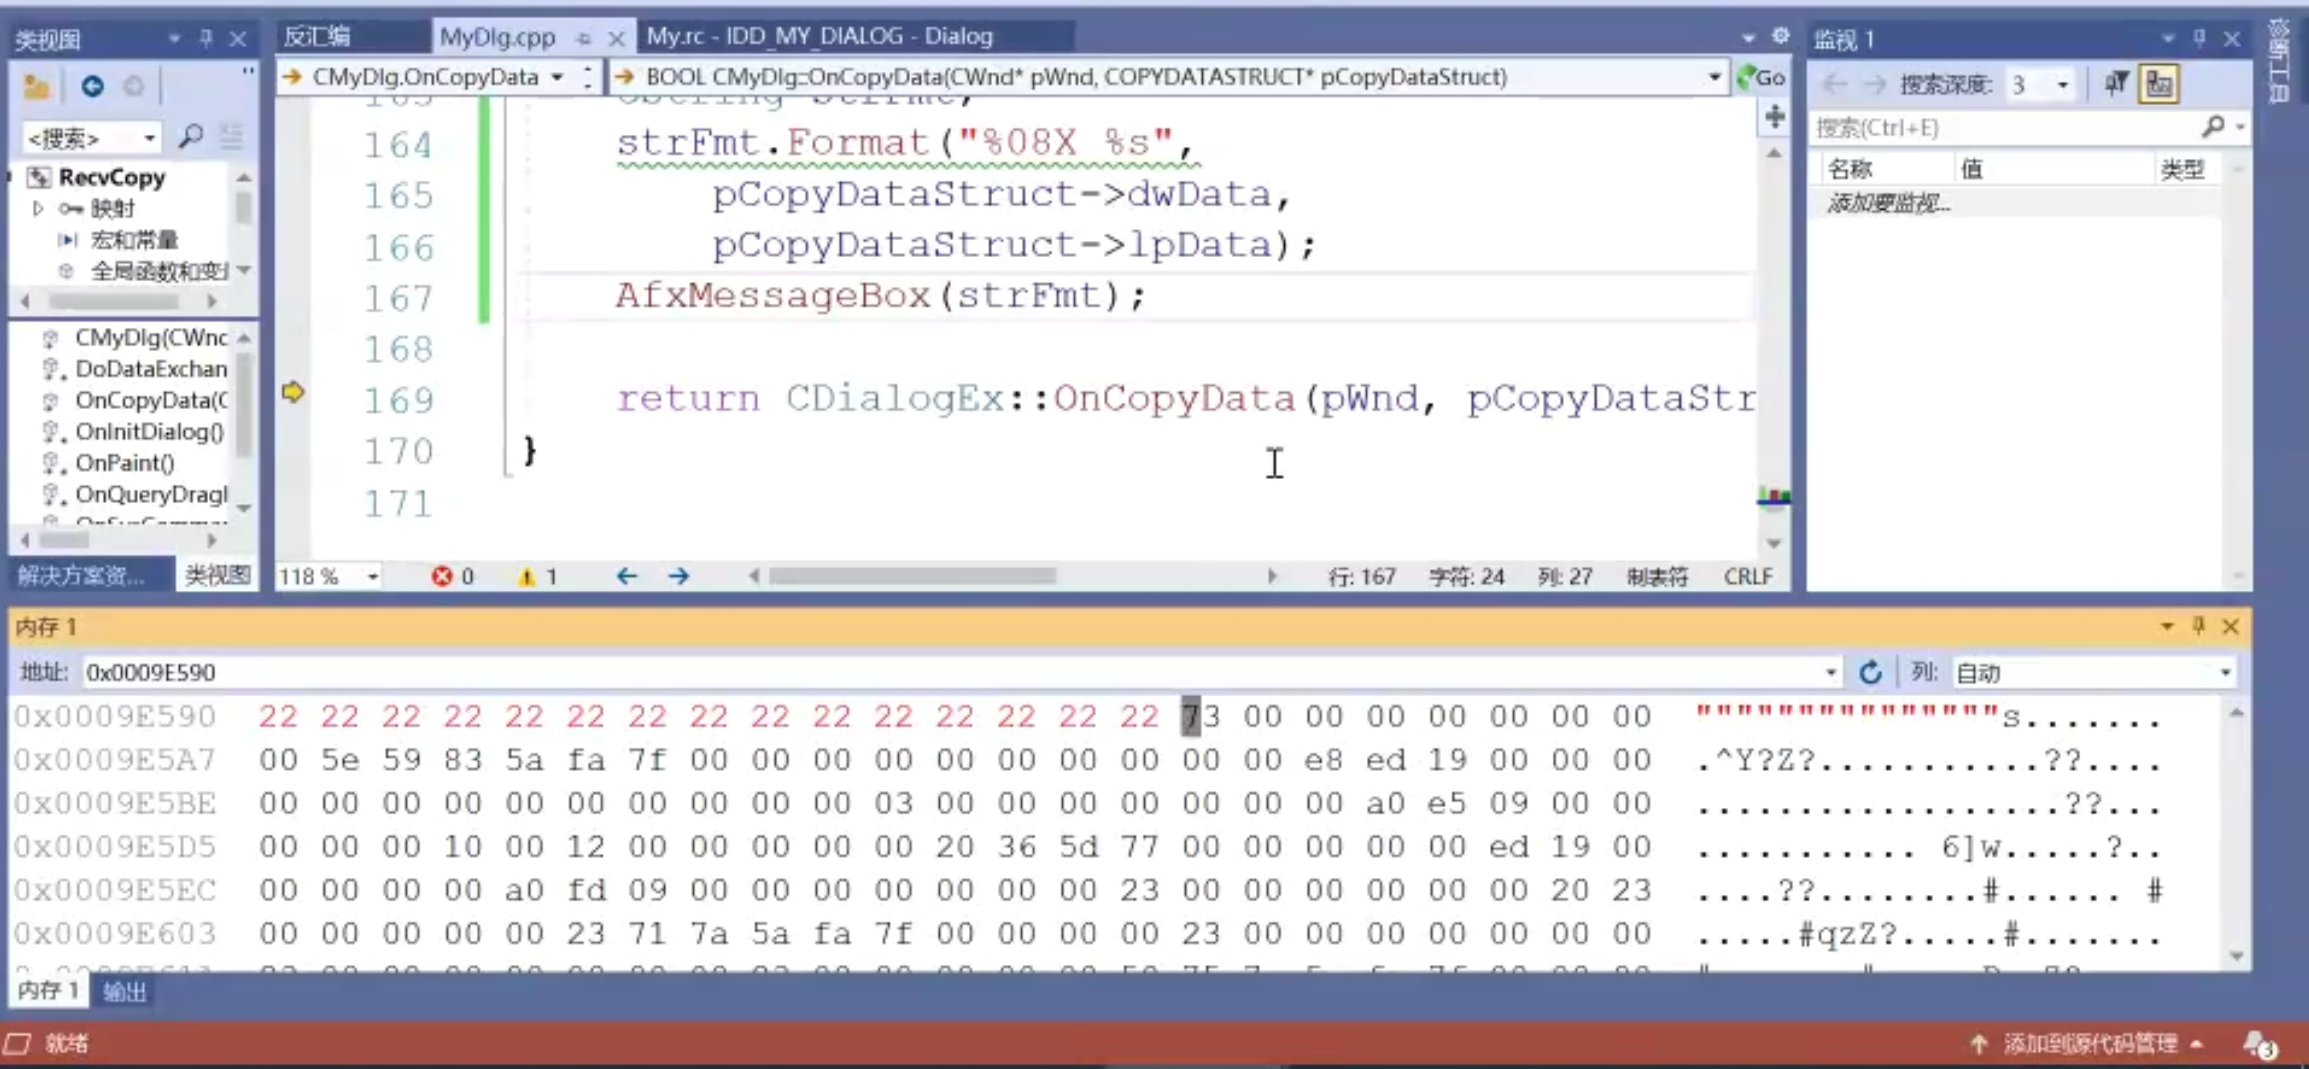 类视图
反汇编
MyDlg.cpp
My.rc - IDD_MY_DIALOG - Dialog
监视 1
诊断工具
CMyDlg.OnCopyData
BOOL CMyDlg::OnCopyData(CWnd* pWnd, COPYDATASTRUCT* pCopyDataStruct)
Go
搜索深度: 3
<搜索>
搜索(Ctrl+E)
名称 值 类型
添加要监视...
RecvCopy
映射
宏和常量
全局函数和变
CMyDlg(CWnc
DoDataExchan
OnCopyData(C
OnInitDialog()
OnPaint()
OnQueryDragI
解决方案资...
类视图
164 strFmt.Format("%08X %s",
165 pCopyDataStruct->dwData,
166 pCopyDataStruct->lpData);
167 AfxMessageBox(strFmt);
168
169 return CDialogEx::OnCopyData(pWnd, pCopyDataStr
170 }
171
118 %
0
1
行: 167 字符: 24 列: 27 制表符 CRLF
内存 1
地址: 0x0009E590
列: 自动
0x0009E590 22 22 22 22 22 22 22 22 22 22 22 22 22 22 22 73 00 00 00 00 00 00 00 """""""""""""""s.......
0x0009E5A7 00 5e 59 83 5a fa 7f 00 00 00 00 00 00 00 00 00 00 e8 ed 19 00 00 00 .^Y?Z?...........??....
0x0009E5BE 00 00 00 00 00 00 00 00 00 00 03 00 00 00 00 00 00 00 a0 e5 09 00 00 ..................??...
0x0009E5D5 00 00 00 10 00 12 00 00 00 00 00 20 36 5d 77 00 00 00 00 00 ed 19 00 ........... 6]w.....?..
0x0009E5EC 00 00 00 00 a0 fd 09 00 00 00 00 00 00 00 23 00 00 00 00 00 00 20 23 ....??........#...... #
0x0009E603 00 00 00 00 00 23 71 7a 5a fa 7f 00 00 00 00 23 00 00 00 00 00 00 00 .....#qzZ?.....#.......
内存 1
输出
就绪
添加到源代码管理
3